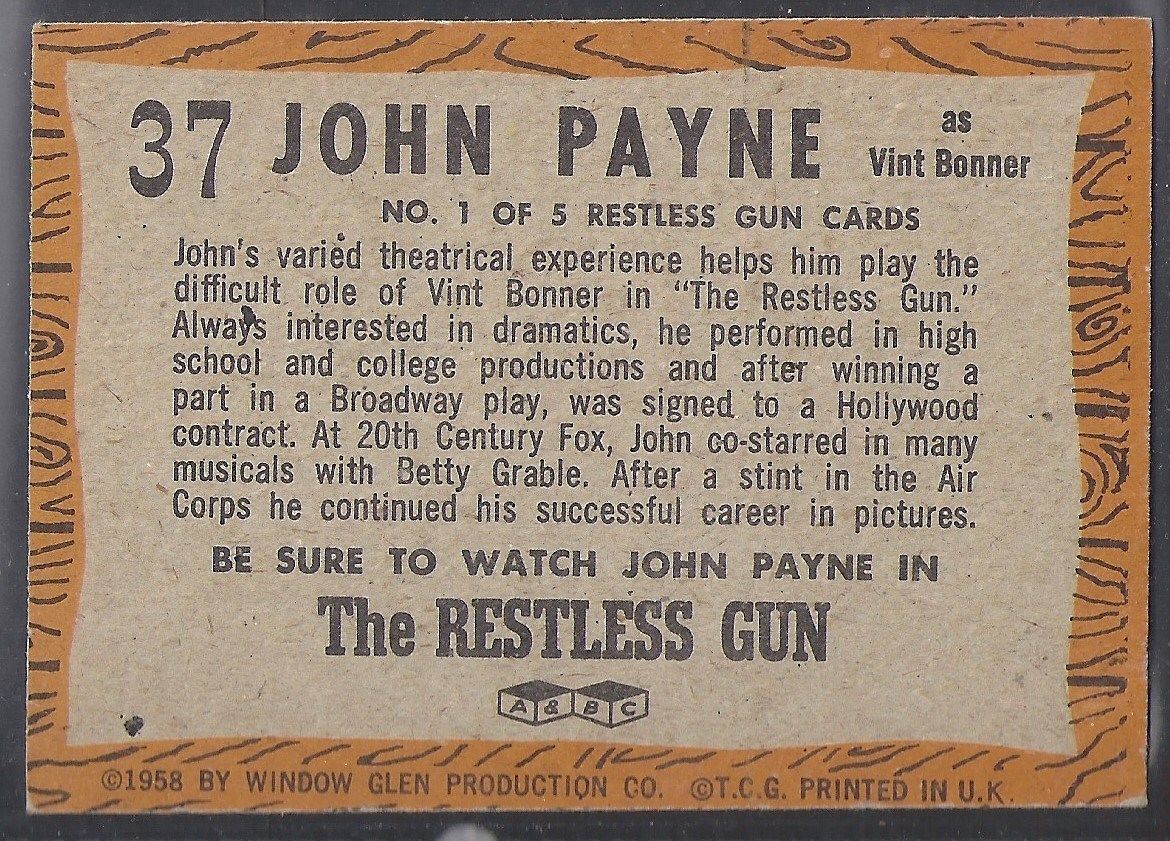 37 JOHN PAYNE as
Vint Bonner
NO. 1 OF 5 RESTLESS GUN CARDS
John's varied theatrical experience helps him play the
difficult role of Vint Bonner in “The Restless Gun.”
Always interested in dramatics, he performed in high
school and college productions and after winning a
part in a Broadway play, was signed to a Hollywood
contract. At 20th Century Fox, John co-starred in many
musicals with Betty Grable. After a stint in the Air
Corps he continued his successful career in pictures.
BE SURE TO WATCH JOHN PAYNE IN
The RESTLESS GUN
A & B C
©1958 BY WINDOW GLEN PRODUCTION CO. ©T.C.G. PRINTED IN U.K.